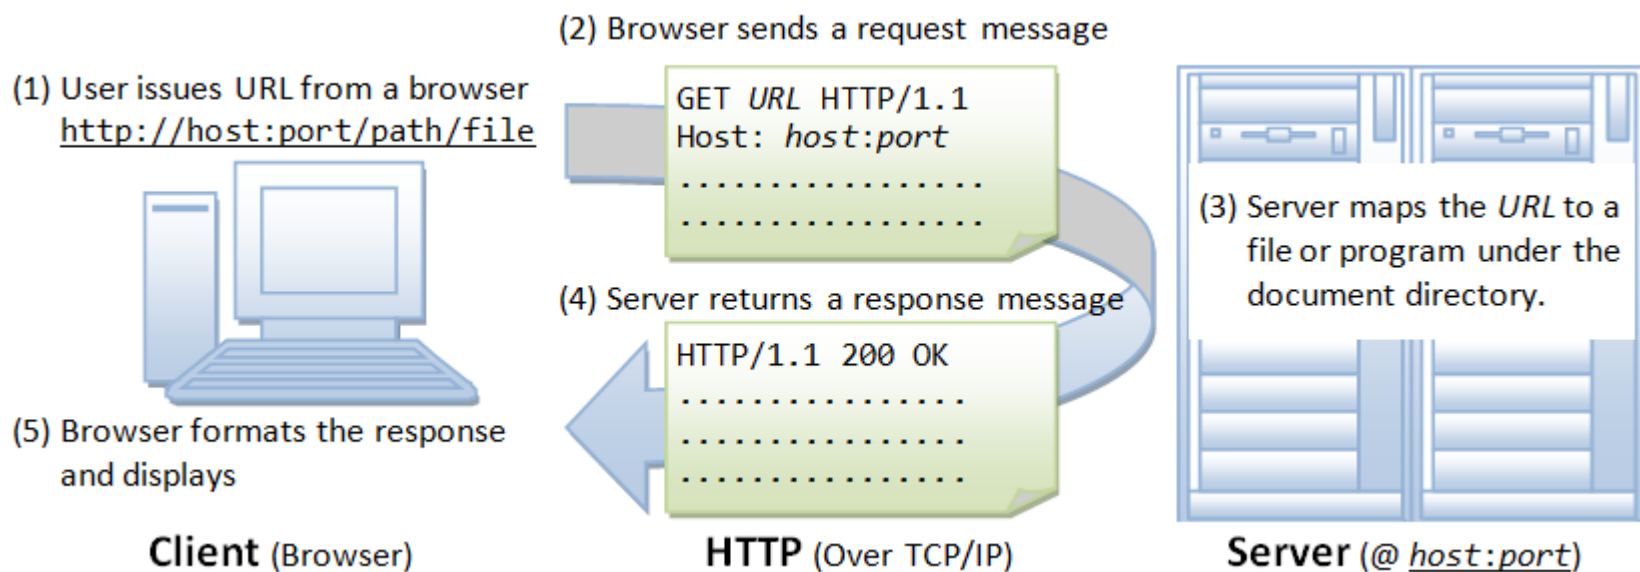 (1) User issues URL from a browser
http://host:port/path/file
(2) Browser sends a request message
GET URL HTTP/1.1
Host: host:port
.................
.................
(3) Server maps the URL to a
file or program under the
document directory.
(4) Server returns a response message
HTTP/1.1 200 OK
................
................
................
(5) Browser formats the response
and displays
Client (Browser)
HTTP (Over TCP/IP)
Server (@ host:port)